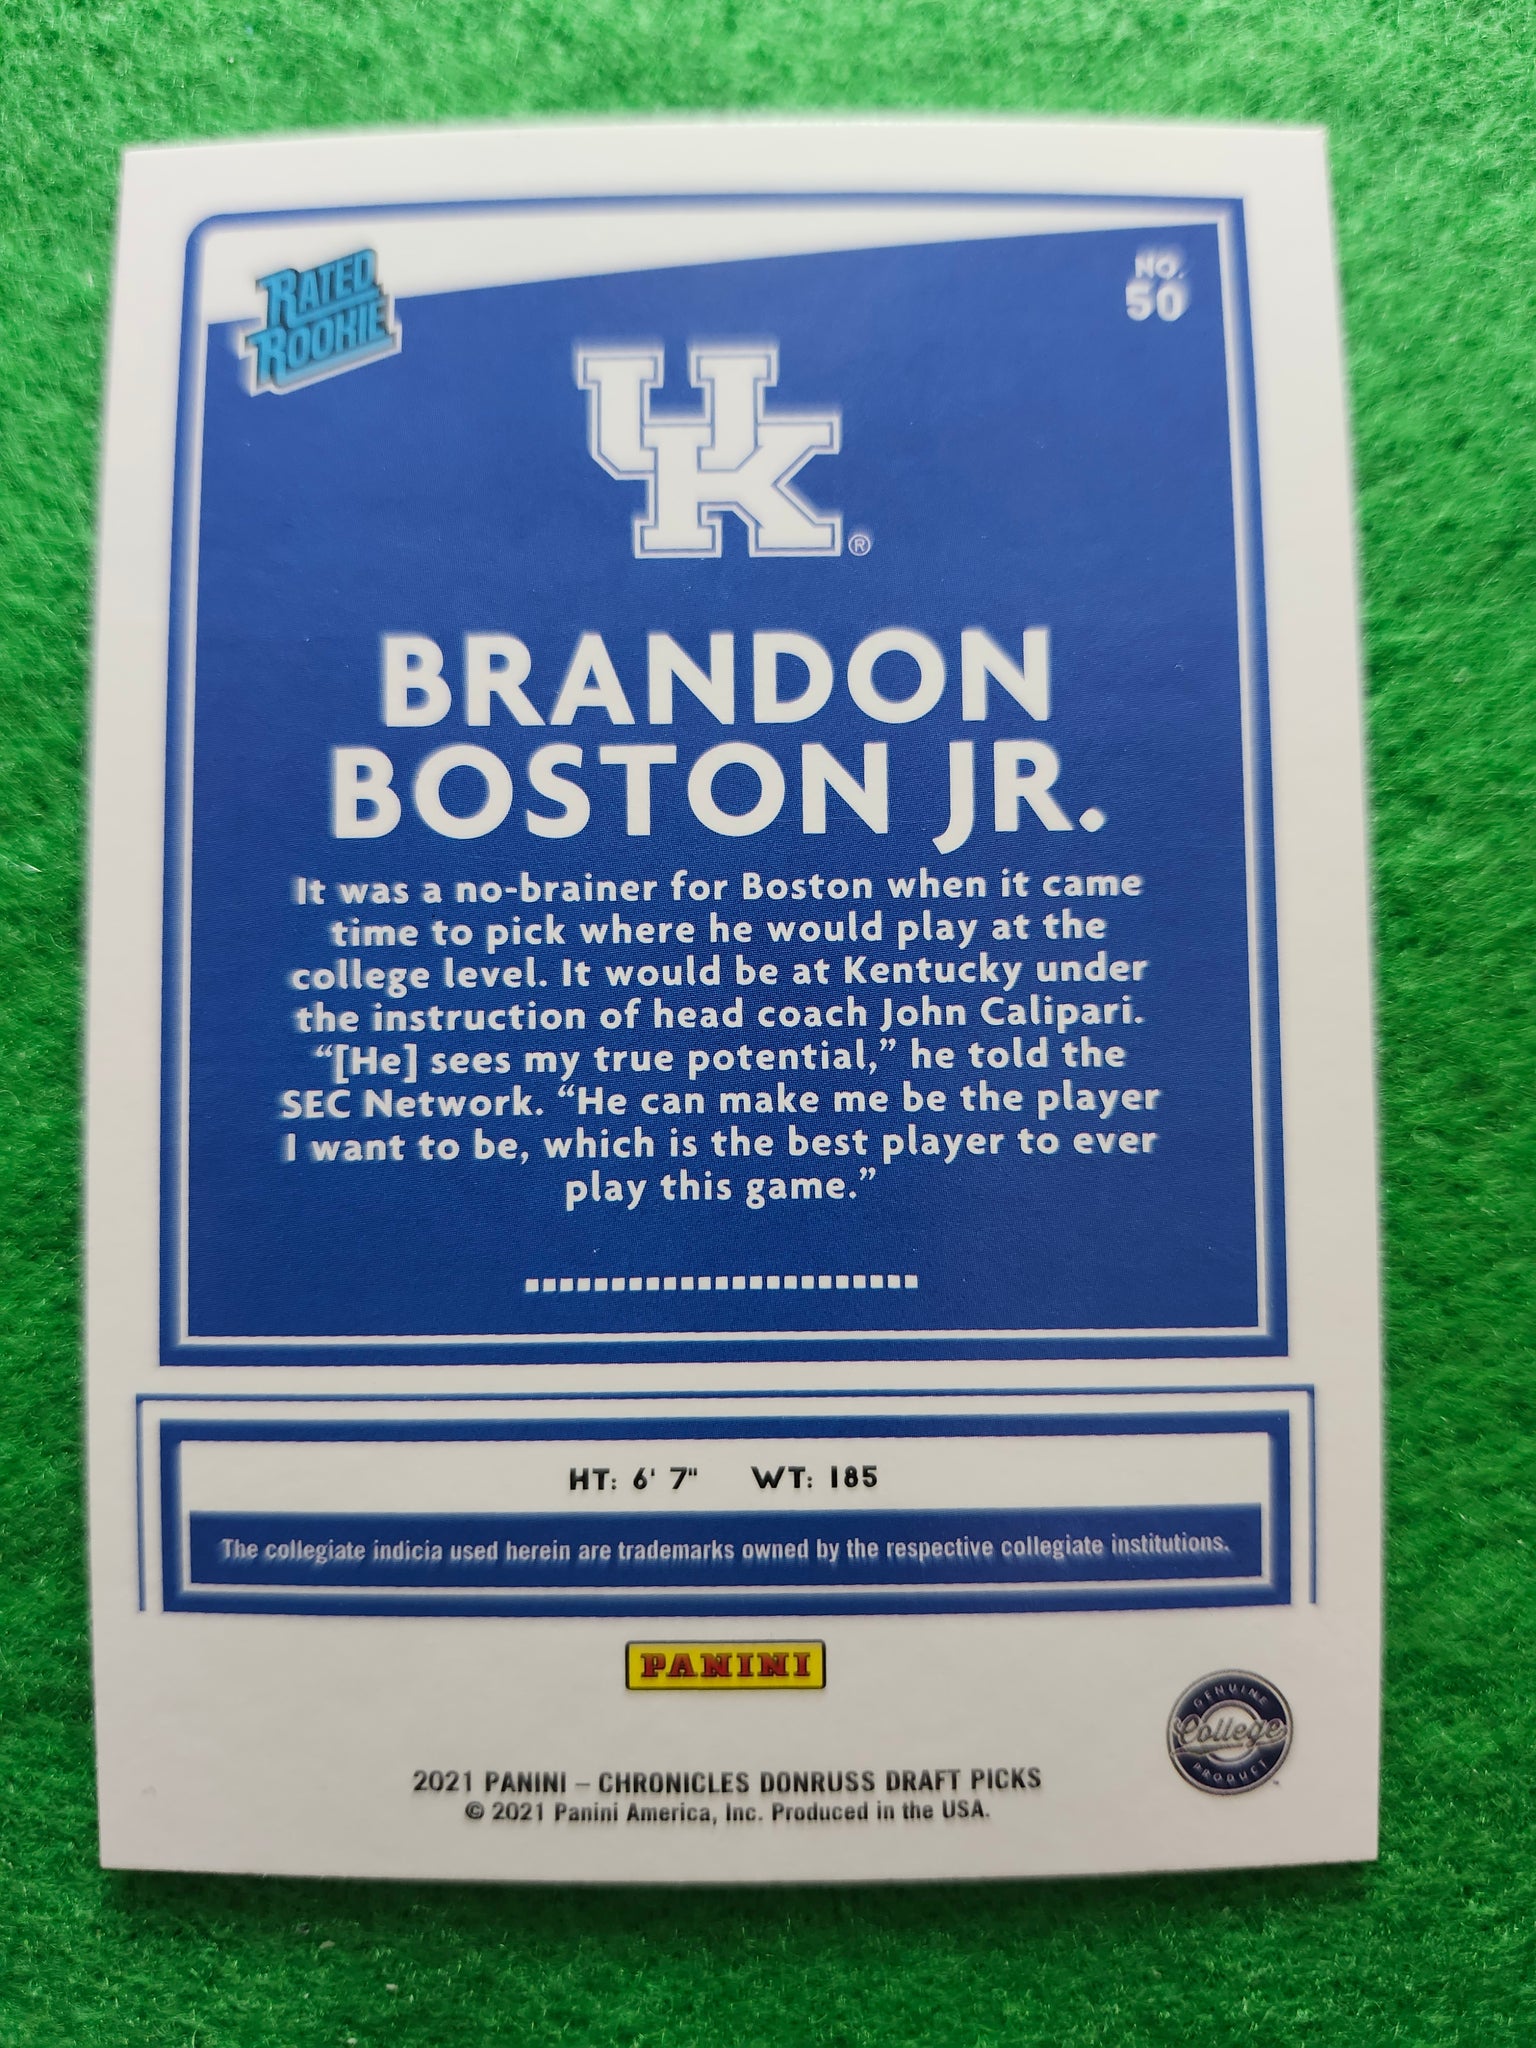 RATED
ROOKIE
NO.
50
UK®
BRANDON
BOSTON JR.
It was a no-brainer for Boston when it came
time to pick where he would play at the
college level. It would be at Kentucky under
the instruction of head coach John Calipari.
“[He] sees my true potential,” he told the
SEC Network. “He can make me be the player
I want to be, which is the best player to ever
play this game.”
HT: 6' 7" WT: 185
The collegiate indicia used herein are trademarks owned by the respective collegiate institutions.
PANINI
GENUINE
College
PRODUCT
™
2021 PANINI – CHRONICLES DONRUSS DRAFT PICKS
© 2021 Panini America, Inc. Produced in the USA.